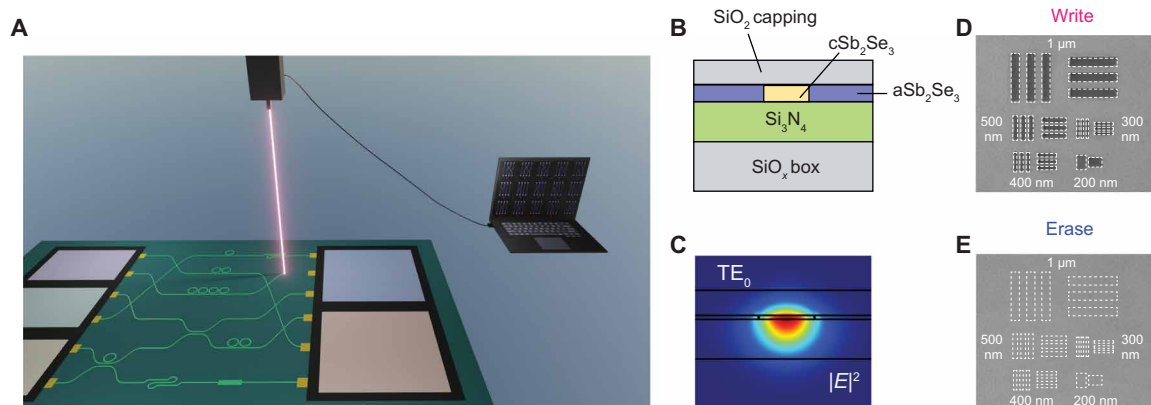 A
B
SiO₂ capping
cSb₂Se₃
aSb₂Se₃
Si₃N₄
SiOₓ box
C
TE₀
|E|²
Write
D
1 µm
500 nm
300 nm
400 nm
200 nm
Erase
E
1 µm
500 nm
300 nm
400 nm
200 nm